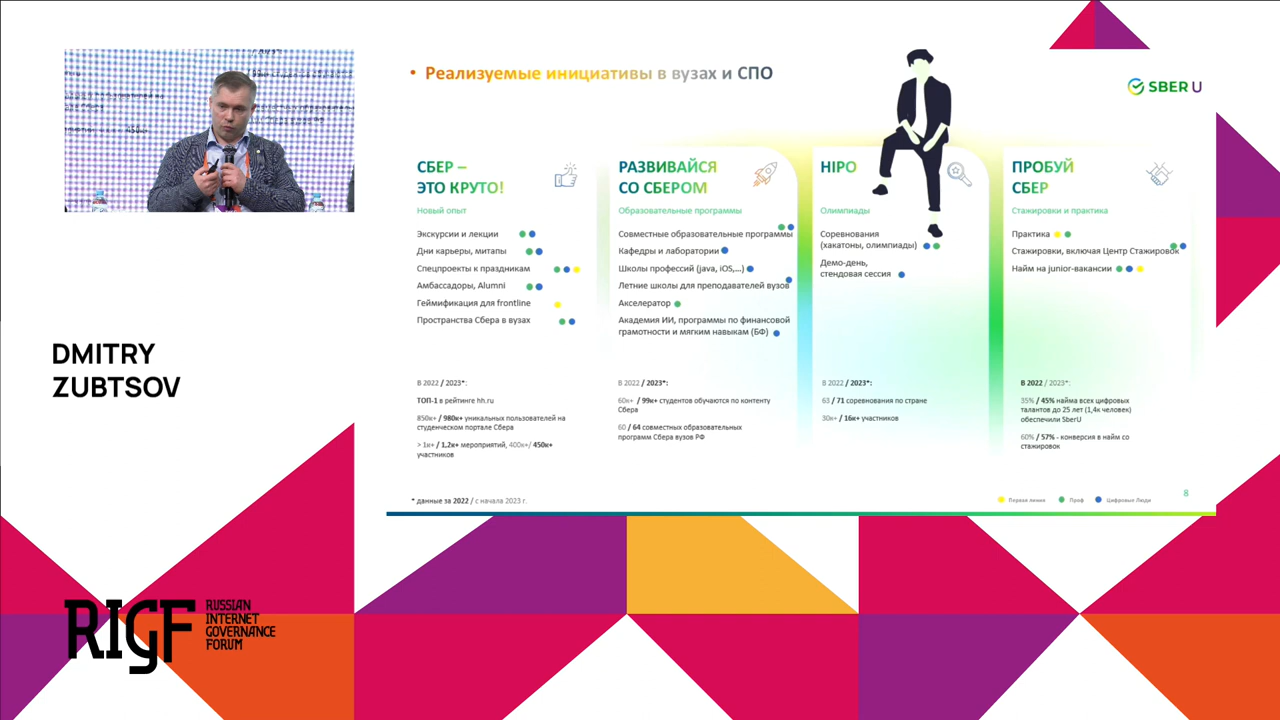 • Реализуемые инициативы в вузах и СПО
SBER U
СБЕР –
ЭТО КРУТО!
Новый опыт
Экскурсии и лекции
Дни карьеры, митапы
Спецпроекты к праздникам
Амбассадоры, Alumni
Геймификация для frontline
Пространства Сбера в вузах
В 2022 / 2023*:
ТОП-1 в рейтинге hh.ru
850к+ / 980к+ уникальных пользователей на
студенческом портале Сбера
> 1к+ / 1,2к+ мероприятий, 400к+/ 450к+
участников
РАЗВИВАЙСЯ
СО СБЕРОМ
Образовательные программы
Совместные образовательные программы
Кафедры и лаборатории
Школы профессий (java, iOS,...)
Летние школы для преподавателей вузов
Акселератор
Академия ИИ, программы по финансовой
грамотности и мягким навыкам (БФ)
В 2022 / 2023*:
60к+ / 99к+ студентов обучаются по контенту
Сбера
60 / 64 совместных образовательных
программ Сбера вузов РФ
HIPO
Олимпиады
Соревнования
(хакатоны, олимпиады)
Демо-день,
стендовая сессия
В 2022 / 2023*:
63 / 71 соревнования по стране
30к+ / 16к+ участников
ПРОБУЙ
СБЕР
Стажировки и практика
Практика
Стажировки, включая Центр Стажировок
Найм на junior-вакансии
В 2022 / 2023*:
35% / 45% найма всех цифровых
талантов до 25 лет (1,4к человек)
обеспечили SberU
60% / 57% - конверсия в найм со
стажировок
* данные за 2022 / с начала 2023 г.
Первая линия
Проф
Цифровые Люди
8
DMITRY
ZUBTSOV
RIGF
RUSSIAN
INTERNET
GOVERNANCE
FORUM